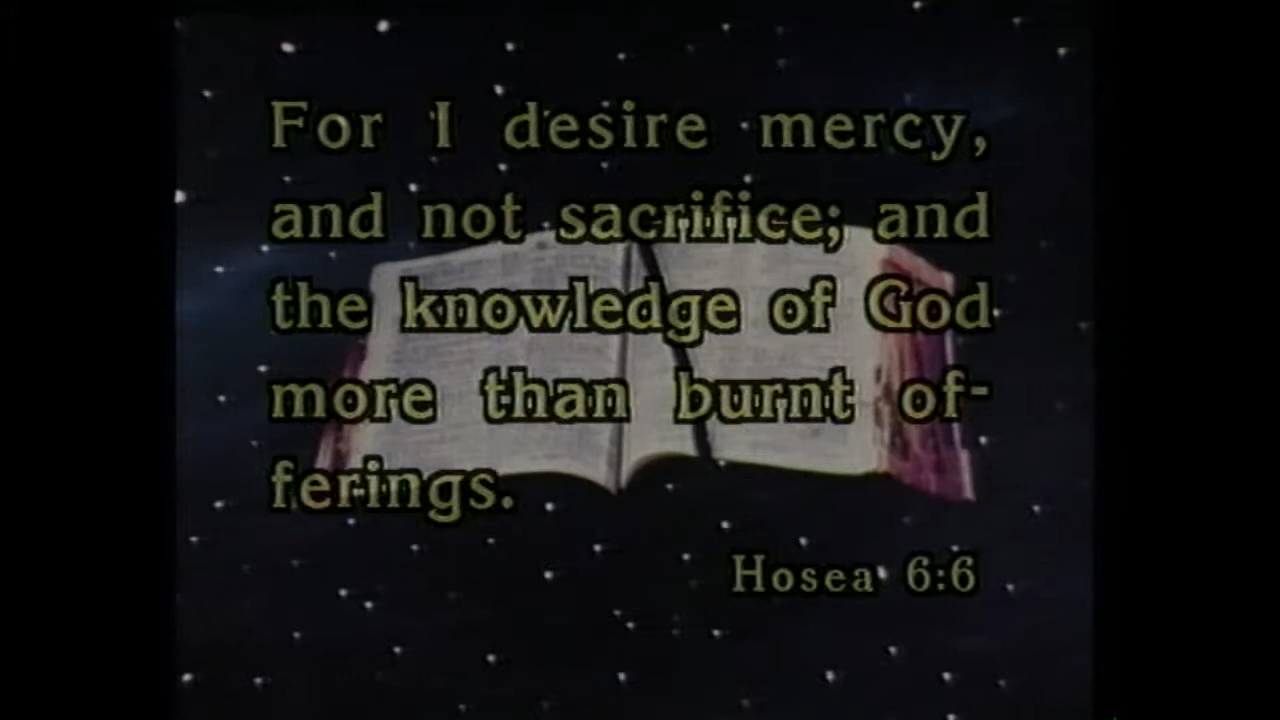 For I desire mercy,
and not sacrifice; and
the knowledge of God
more than burnt of-
ferings.
Hosea 6:6